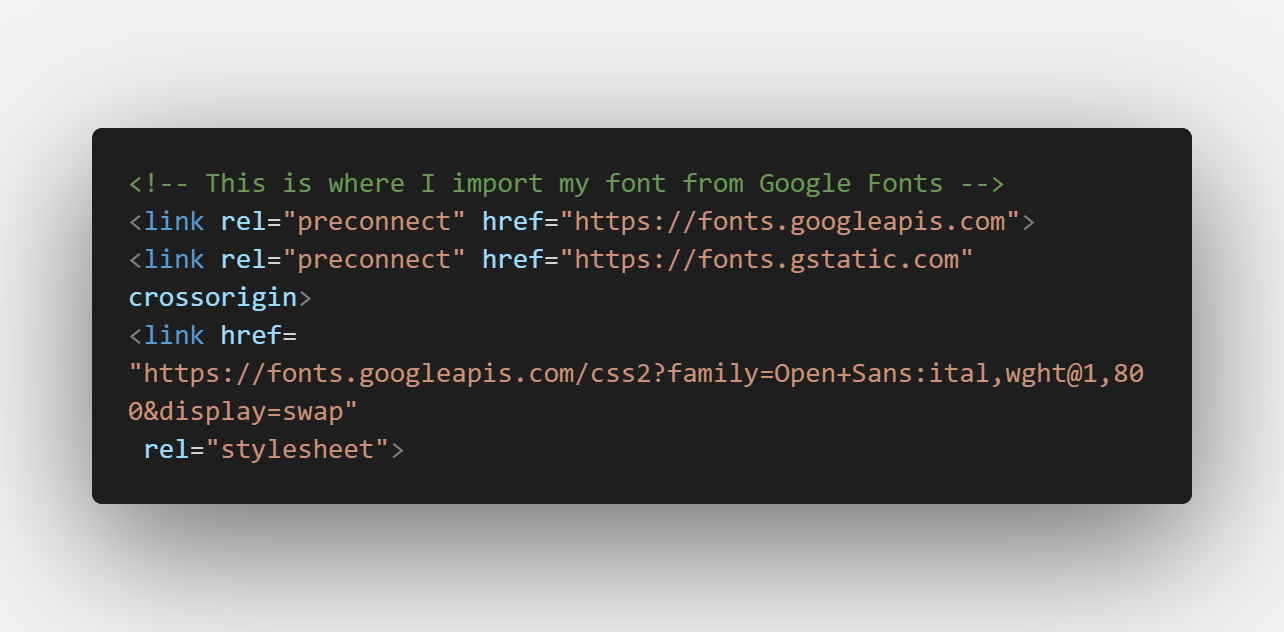 <!-- This is where I import my font from Google Fonts -->
<link rel="preconnect" href="https://fonts.googleapis.com">
<link rel="preconnect" href="https://fonts.gstatic.com"
crossorigin>
<link href=
"https://fonts.googleapis.com/css2?family=Open+Sans:ital,wght@1,80
0&display=swap"
 rel="stylesheet">